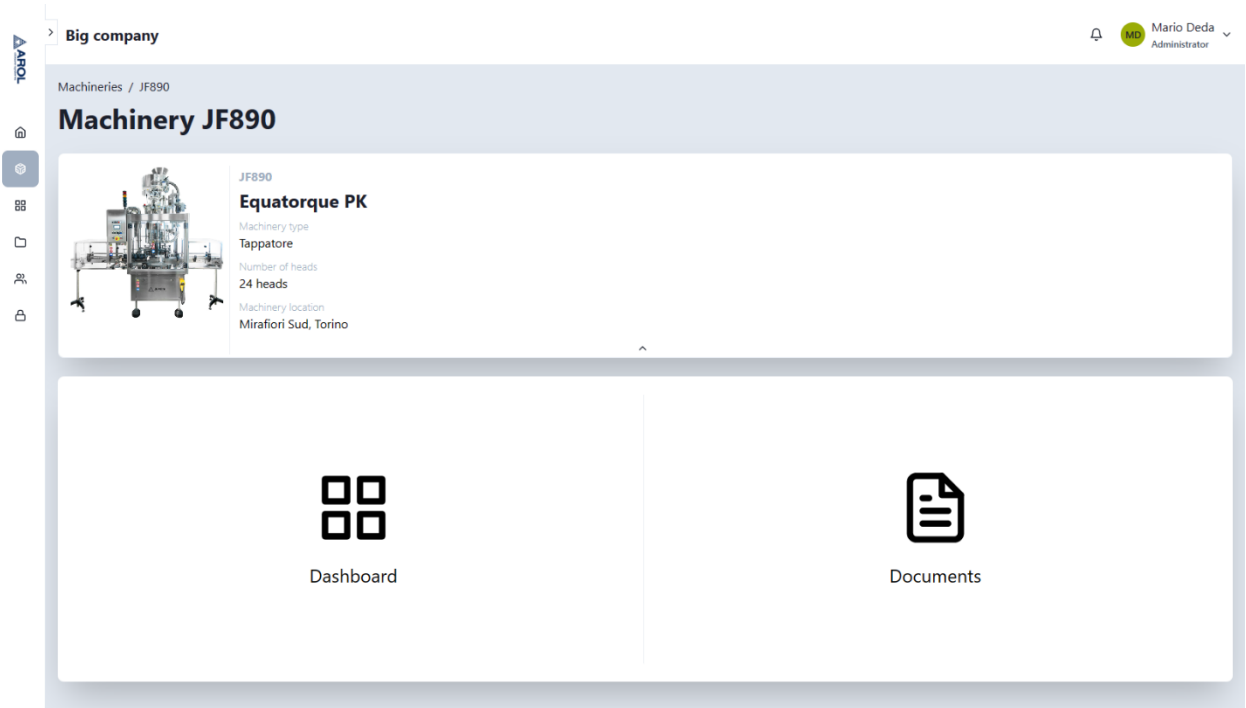 AROL
Big company
MD
Mario Deda
Administrator
Machineries / JF890
Machinery JF890
JF890
Equatorque PK
Machinery type
Tappatore
Number of heads
24 heads
Machinery location
Mirafiori Sud, Torino
Dashboard
Documents